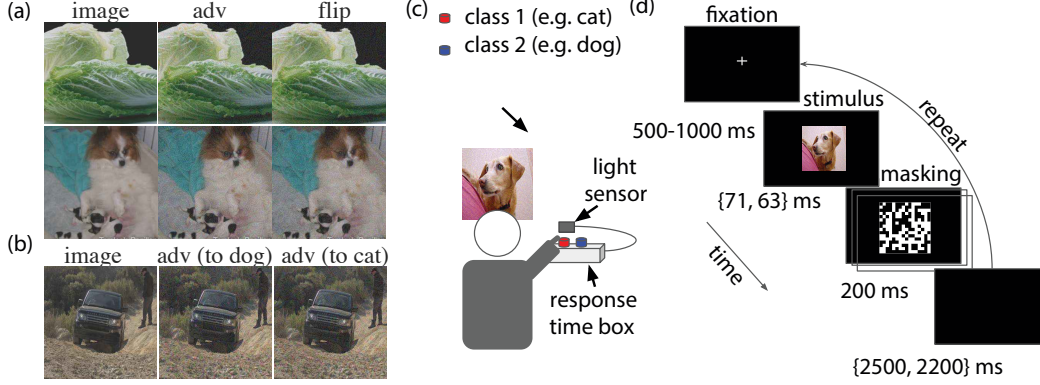 (a)
image adv flip
(b)
image adv (to dog) adv (to cat)
(c)
class 1 (e.g. cat)
class 2 (e.g. dog)
light
sensor
response
time box
(d)
fixation
stimulus
500-1000 ms
repeat
masking
{71, 63} ms
time
200 ms
{2500, 2200} ms